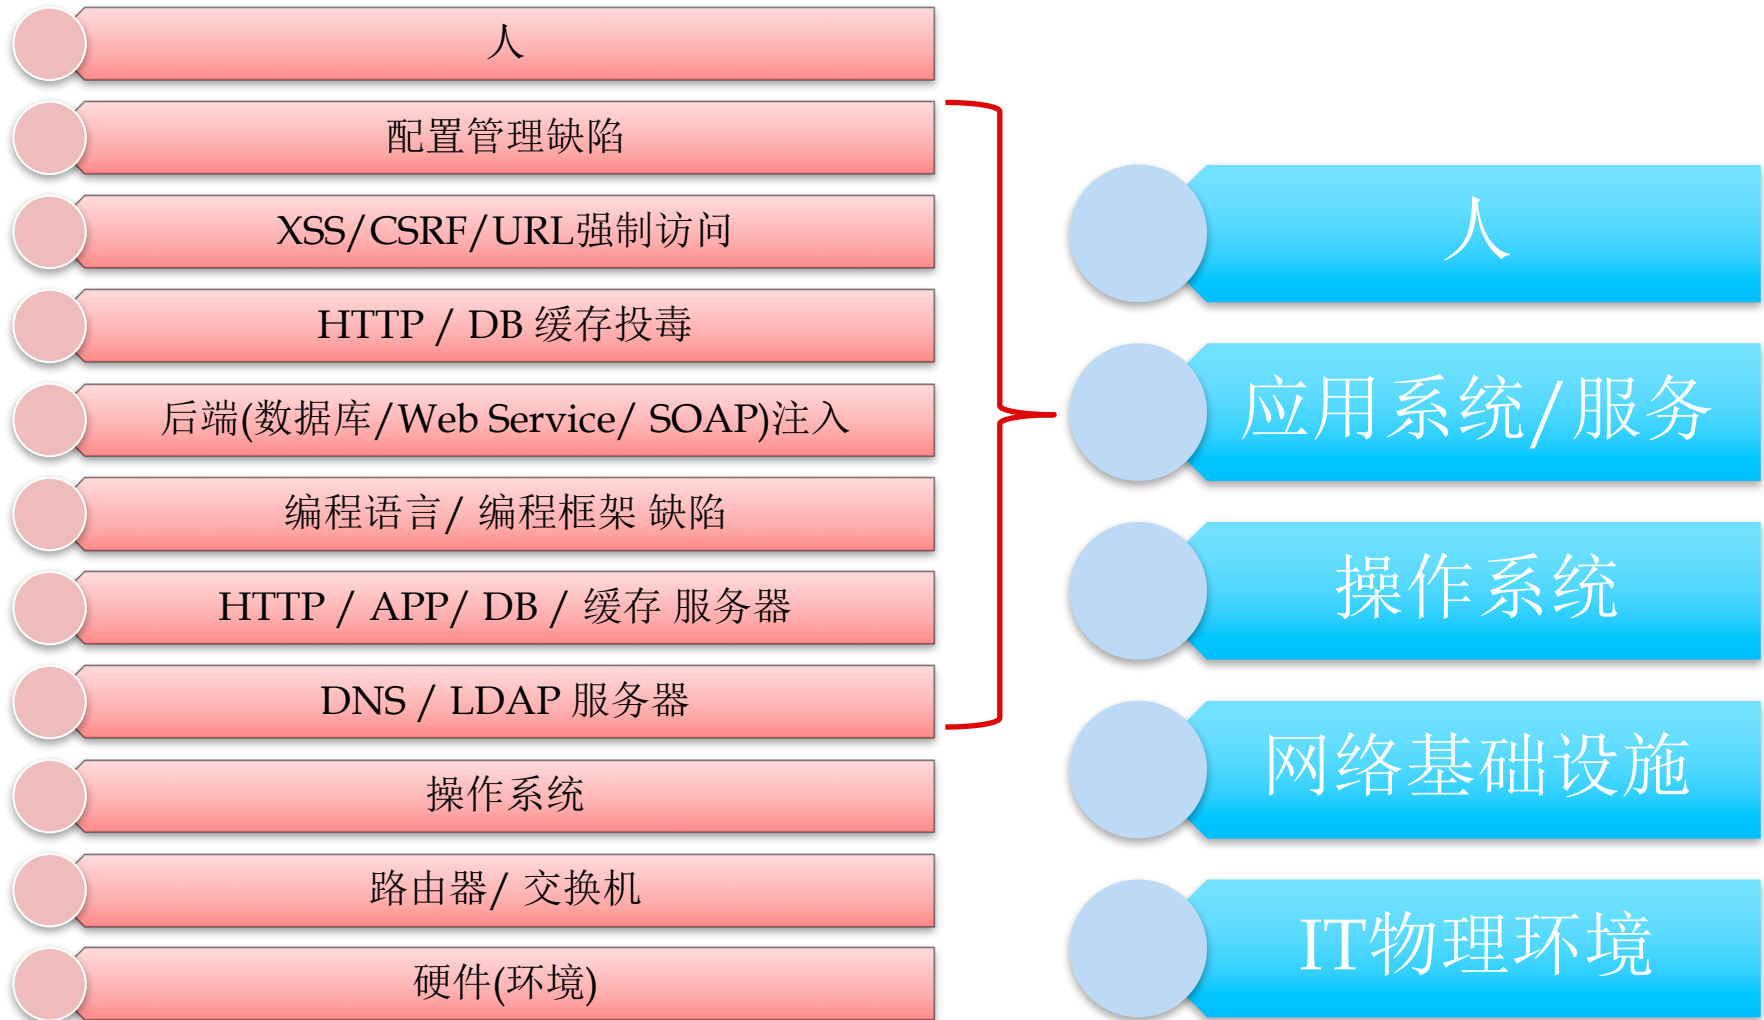 人
配置管理缺陷
XSS/CSRF/URL强制访问
HTTP / DB 缓存投毒
后端(数据库/Web Service/ SOAP)注入
编程语言/ 编程框架 缺陷
HTTP / APP/ DB / 缓存 服务器
DNS / LDAP 服务器
操作系统
路由器/ 交换机
硬件(环境)
人
应用系统/服务
操作系统
网络基础设施
IT物理环境